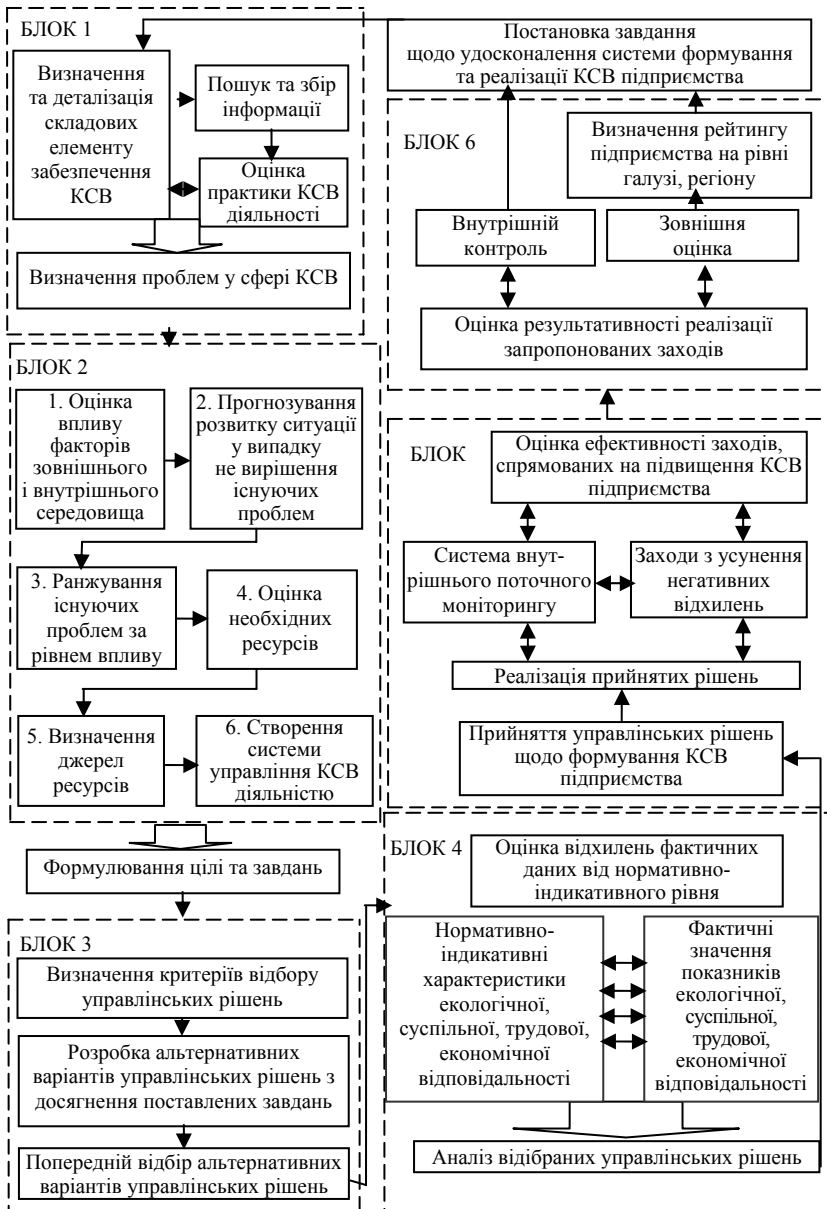 БЛОК 1
Визначення
та деталізація
складових
елементу
забезпечення
КСВ
Пошук та збір
інформації
Оцінка
практики КСВ
діяльності
Визначення проблем у сфері КСВ
БЛОК 2
1. Оцінка
впливу
факторів
зовнішнього
і внутрішнього
середовища
2. Прогнозування
розвитку ситуації
у випадку
не вирішення
існуючих
проблем
3. Ранжування
існуючих
проблем за
рівнем впливу
4. Оцінка
необхідних
ресурсів
5. Визначення
джерел
ресурсів
6. Створення
системи
управління КСВ
діяльністю
Формулювання цілі та завдань
БЛОК 3
Визначення критеріїв відбору
управлінських рішень
Розробка альтернативних
варіантів управлінських рішень з
досягнення поставлених завдань
Попередній відбір альтернативних
варіантів управлінських рішень
Постановка завдання
щодо удосконалення системи формування
та реалізації КСВ підприємства
БЛОК 6
Визначення рейтингу
підприємства на рівні
галузі, регіону
Внутрішній
контроль
Зовнішня
оцінка
Оцінка результативності реалізації
запропонованих заходів
БЛОК
Оцінка ефективності заходів,
спрямованих на підвищення КСВ
підприємства
Система внут-
рішнього поточного
моніторингу
Заходи з усунення
негативних
відхилень
Реалізація прийнятих рішень
Прийняття управлінських рішень
щодо формування КСВ
підприємства
БЛОК 4
Оцінка відхилень фактичних
даних від нормативно-
індикативного рівня
Нормативно-
індикативні
характеристики
екологічної,
суспільної, трудової,
економічної
відповідальності
Фактичні
значення
показників
екологічної,
суспільної,
трудової,
економічної
відповідальності
Аналіз відібраних управлінських рішень